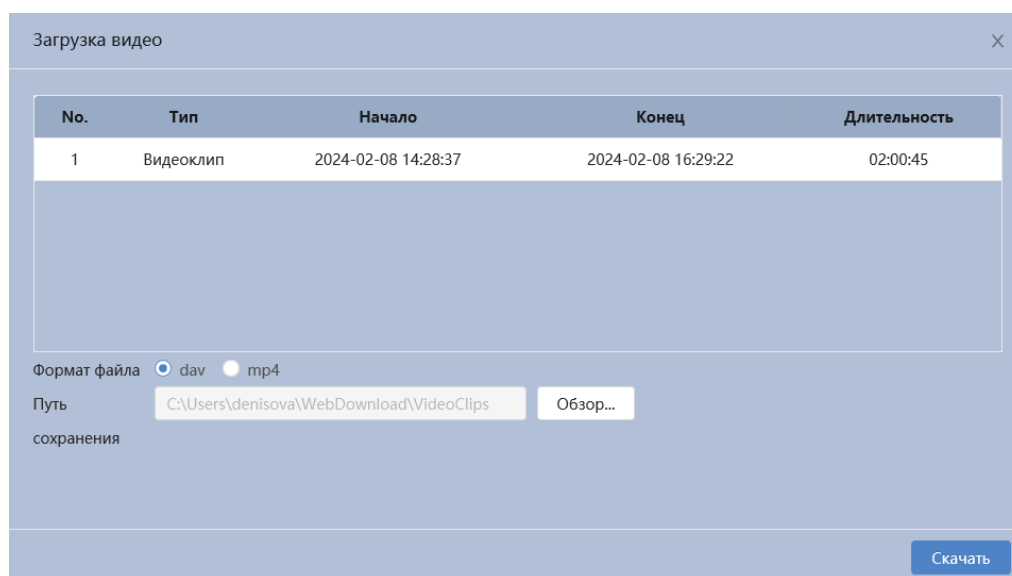 Загрузка видео X
No. Тип Начало Конец Длительность
1 Видеоклип 2024-02-08 14:28:37 2024-02-08 16:29:22 02:00:45
Формат файла dav mp4
Путь C:\Users\denisova\WebDownload\VideoClips Обзор...
сохранения
Скачать